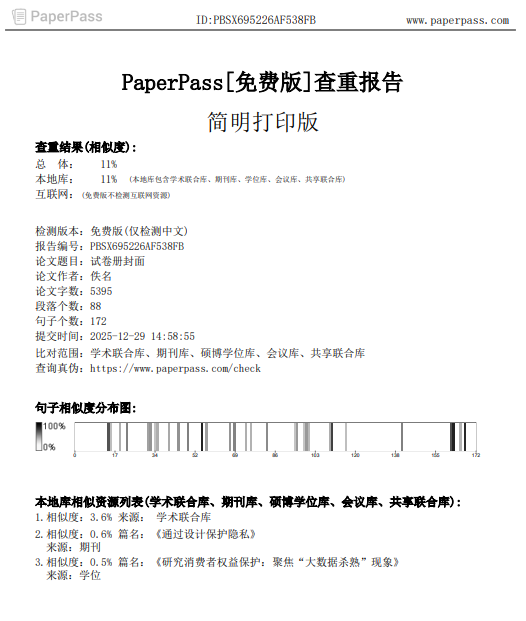 PaperPass
ID:PBSX695226AF538FB
www.paperpass.com
PaperPass[免费版]查重报告
简明打印版
查重结果(相似度):
总 体: 11%
本地库: 11% (本地库包含学术联合库、期刊库、学位库、会议库、共享联合库)
互联网: (免费版不检测互联网资源)
检测版本: 免费版(仅检测中文)
报告编号: PBSX695226AF538FB
论文题目: 试卷册封面
论文作者: 佚名
论文字数: 5395
段落个数: 88
句子个数: 172
提交时间: 2025-12-29 14:58:55
比对范围: 学术联合库、期刊库、硕博学位库、会议库、共享联合库
查询真伪: https://www.paperpass.com/check
句子相似度分布图:
100%
0%
0 17 34 52 69 86 103 120 138 155 172
本地库相似资源列表(学术联合库、期刊库、硕博学位库、会议库、共享联合库):
1.相似度: 3.6% 来源: 学术联合库
2.相似度: 0.6% 篇名: 《通过设计保护隐私》
来源: 期刊
3.相似度: 0.5% 篇名: 《研究消费者权益保护: 聚焦“大数据杀熟”现象》
来源: 学位